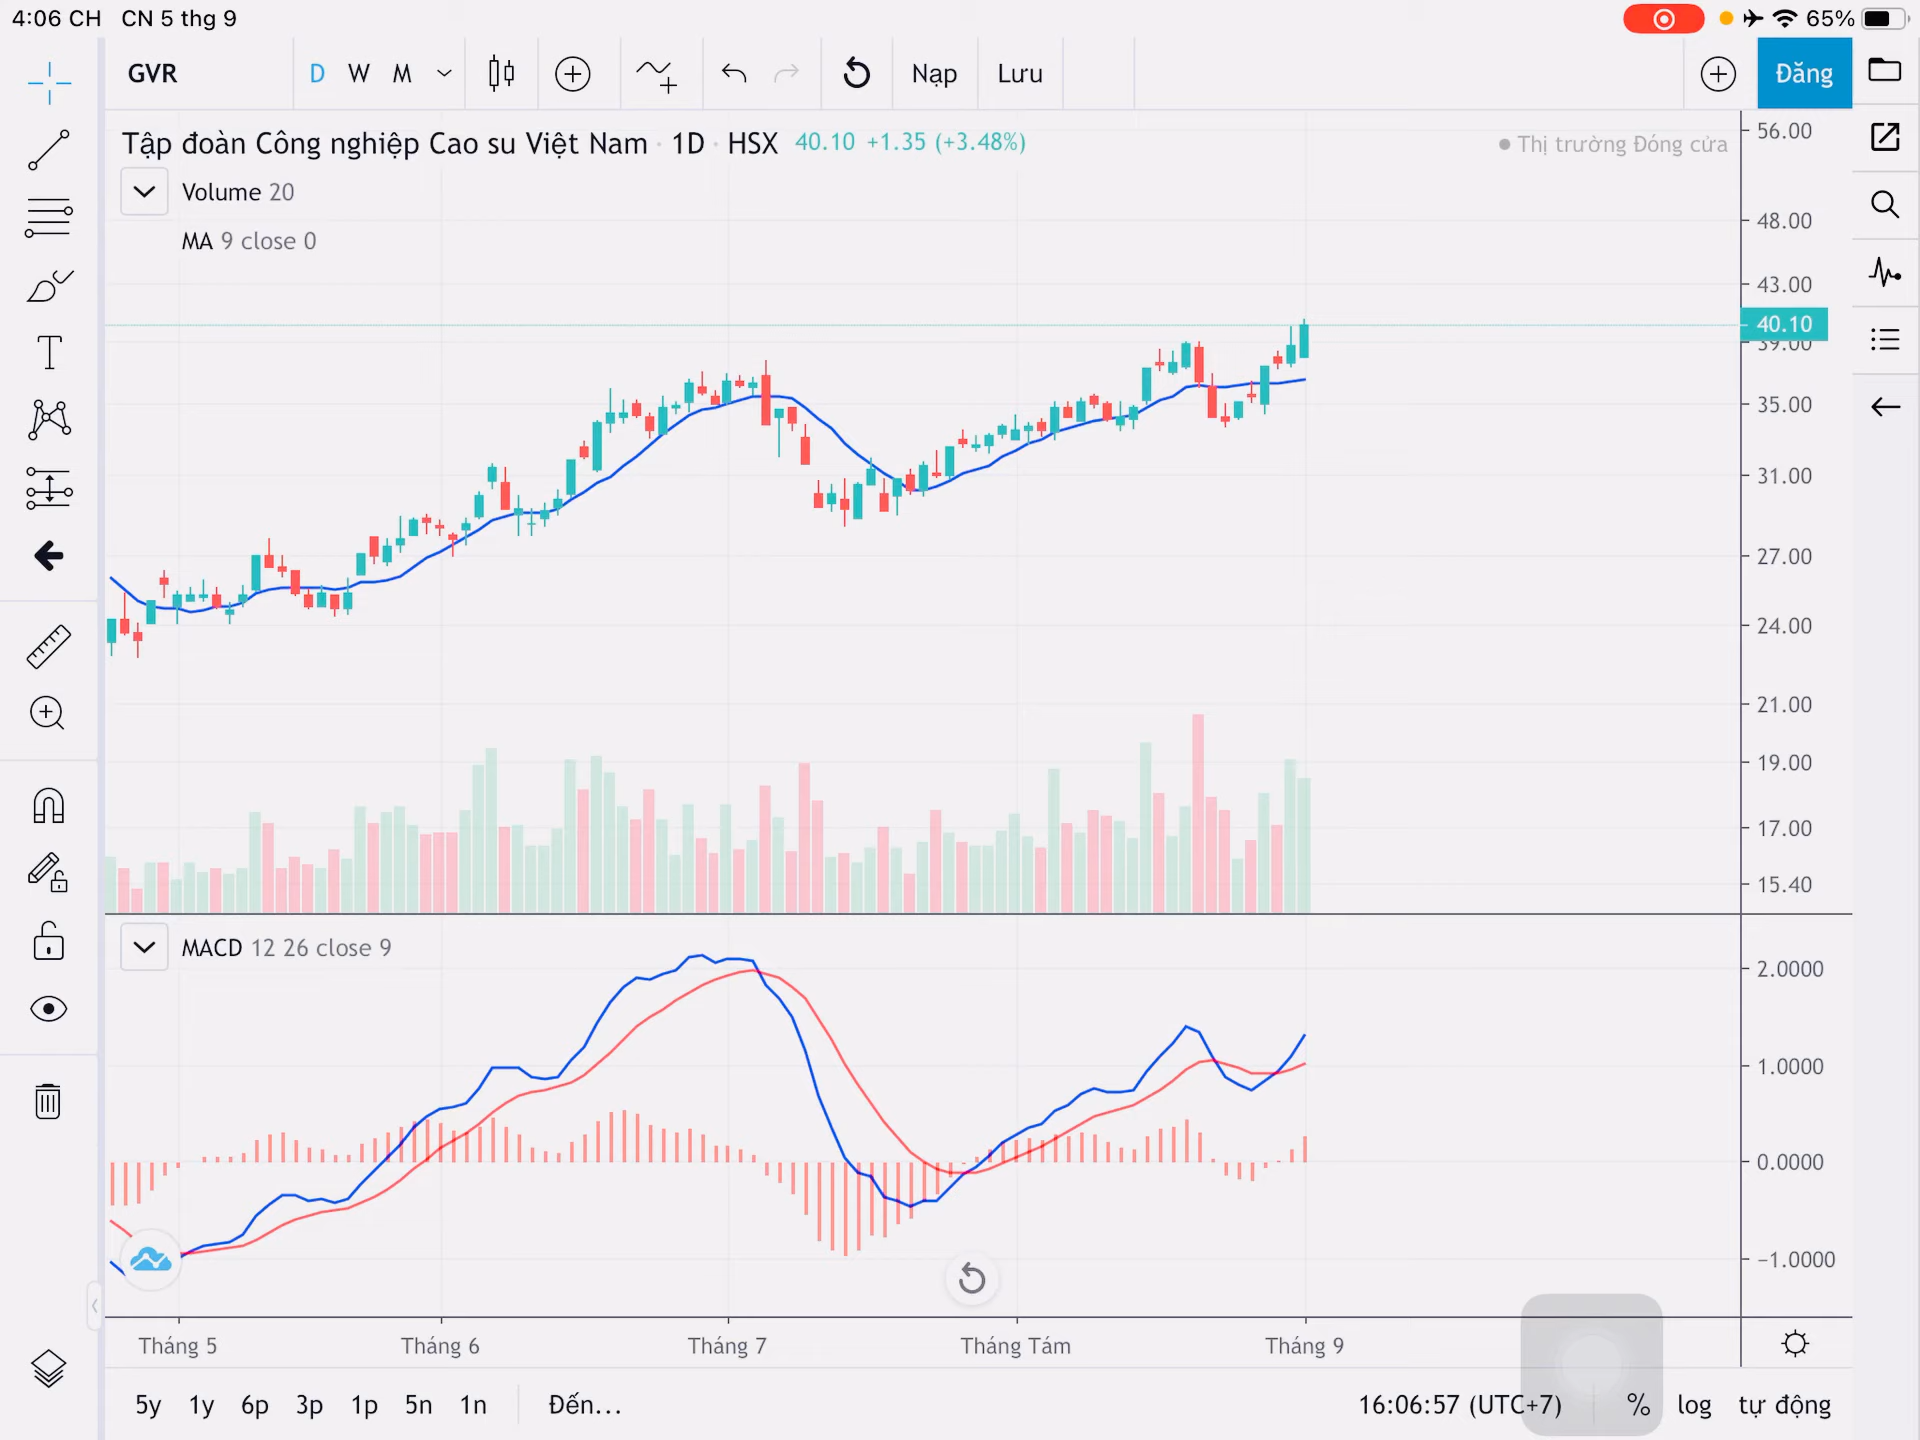 4:06 CH CN 5 thg 9 65%
GVR D W M Nạp Lưu Đăng
Tập đoàn Công nghiệp Cao su Việt Nam · 1D · HSX 40.10 +1.35 (+3.48%) Thị trường Đóng cửa
Volume 20
MA 9 close 0
56.00
48.00
43.00
40.10
39.00
35.00
31.00
27.00
24.00
21.00
19.00
17.00
15.40
MACD 12 26 close 9
2.0000
1.0000
0.0000
−1.0000
Tháng 5 Tháng 6 Tháng 7 Tháng Tám Tháng 9
5y 1y 6p 3p 1p 5n 1n Đến... 16:06:57 (UTC+7) % log tự động